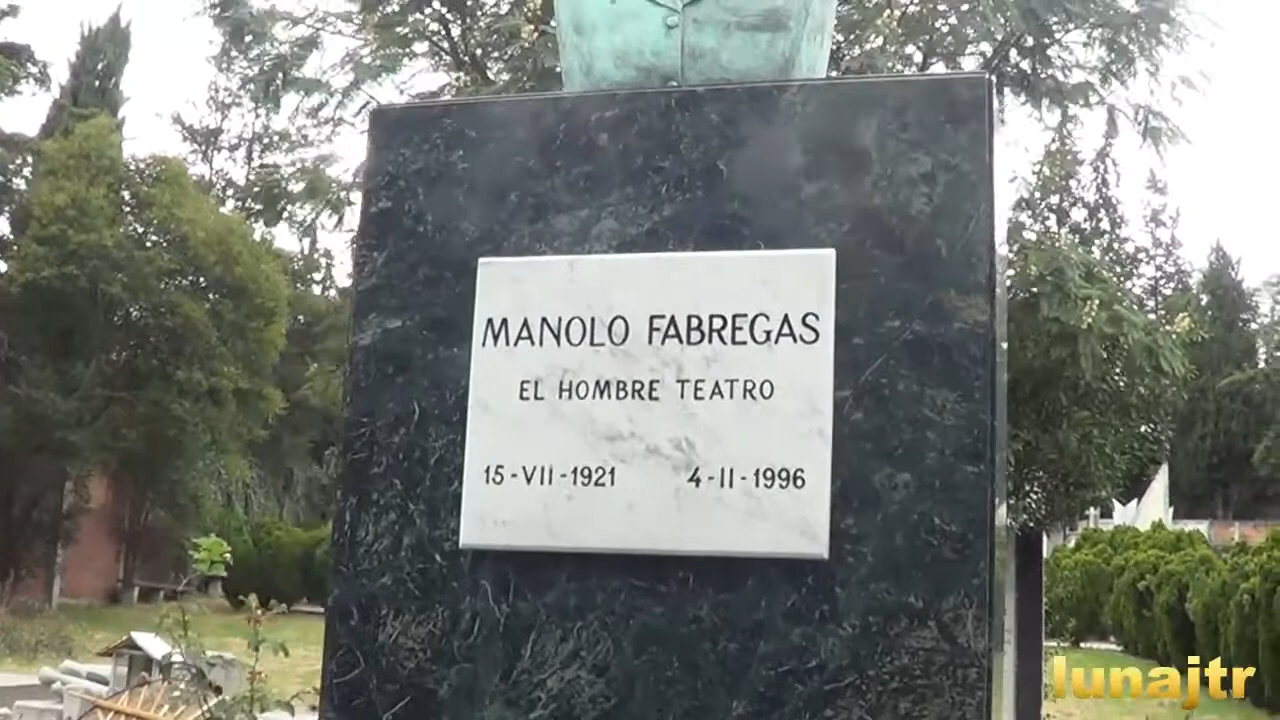 MANOLO FABREGAS
EL HOMBRE TEATRO
15-VII-1921 4-II-1996
lunajtr